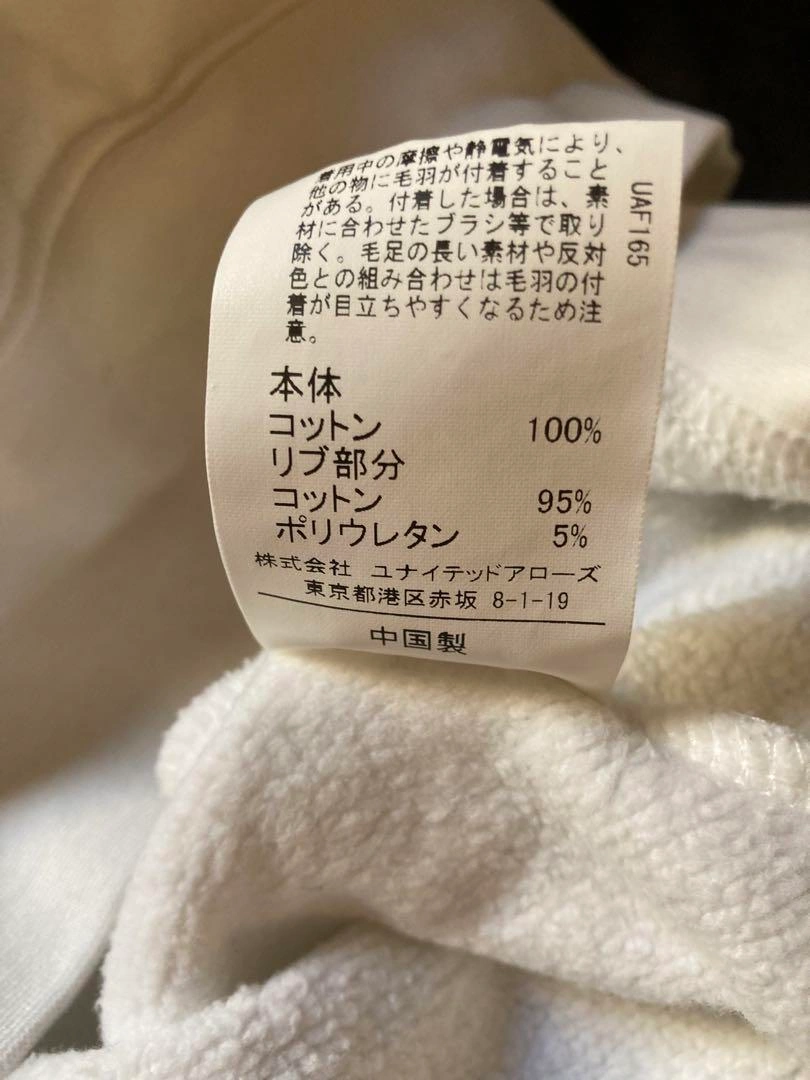 着用中の摩擦や静電気により、
他の物に毛羽が付着すること
がある。付着した場合は、素
材に合わせたブラシ等で取り
除く。毛足の長い素材や反対
色との組み合わせは毛羽の付
着が目立ちやすくなるため注
意。
UAF165
本体
コットン 100%
リブ部分
コットン 95%
ポリウレタン 5%
株式会社 ユナイテッドアローズ
東京都港区赤坂 8-1-19
中国製